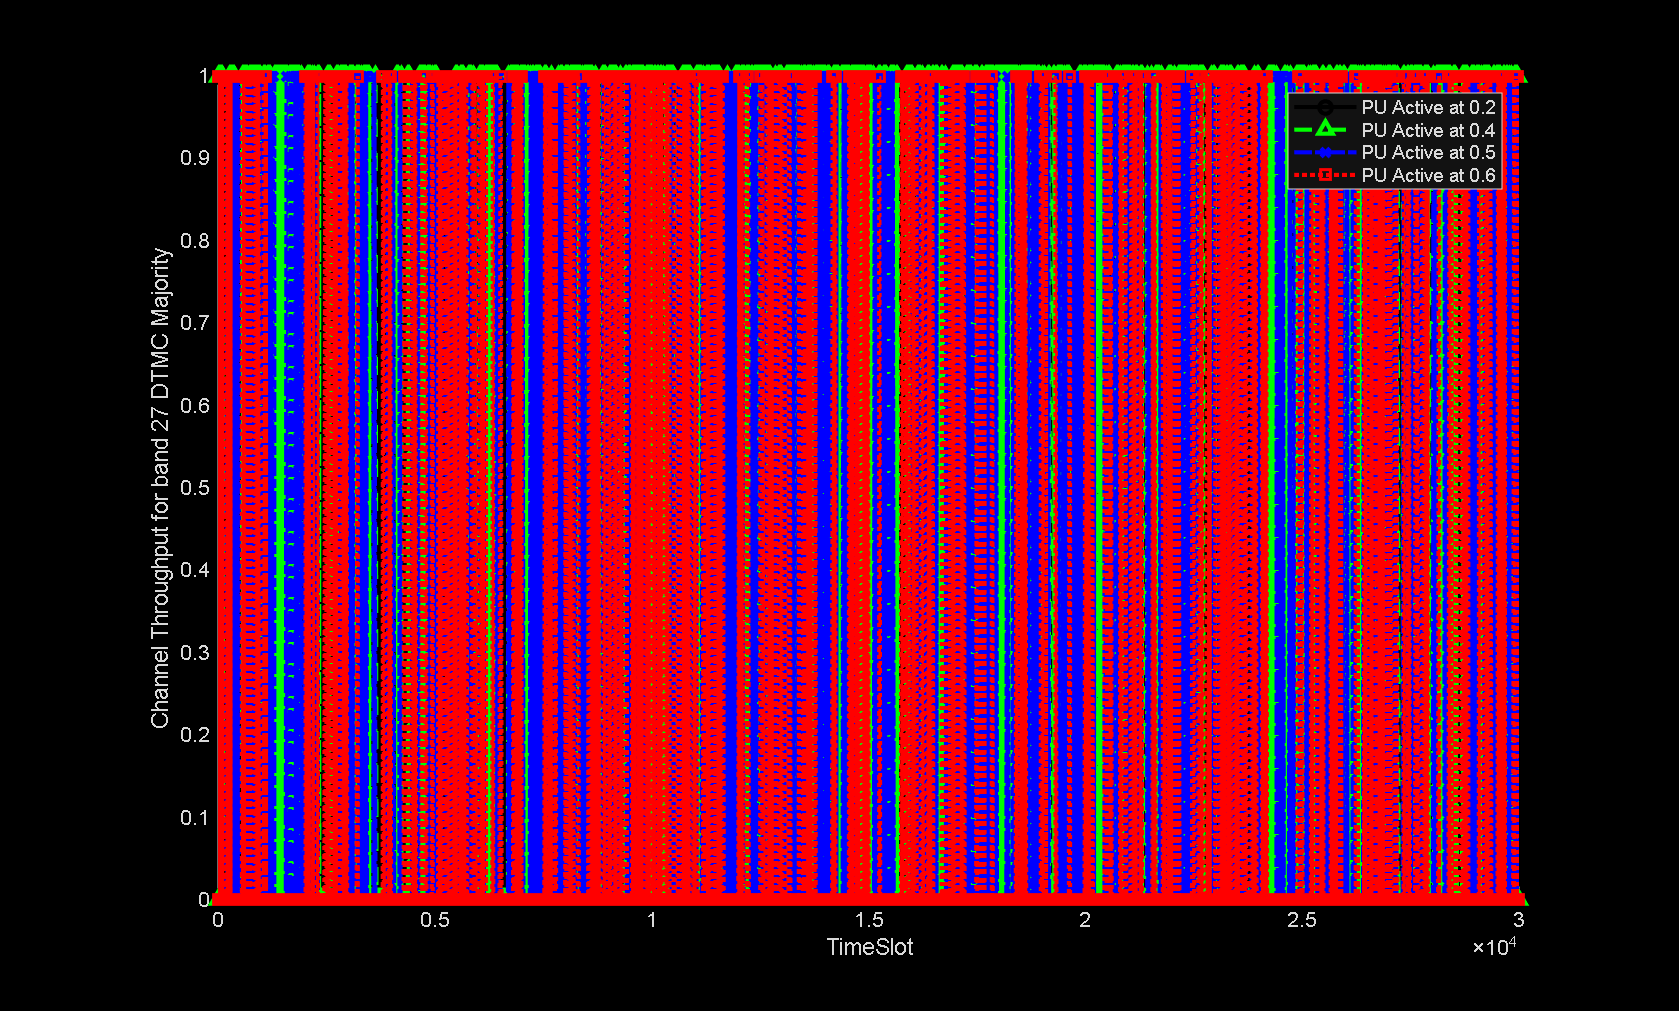 PU Active at 0.2
PU Active at 0.4
PU Active at 0.5
PU Active at 0.6
Channel Throughput for band 27 DTMC Majority
1
0.9
0.8
0.7
0.6
0.5
0.4
0.3
0.2
0.1
0
0 0.5 1 1.5 2 2.5 3
TimeSlot
×10⁴